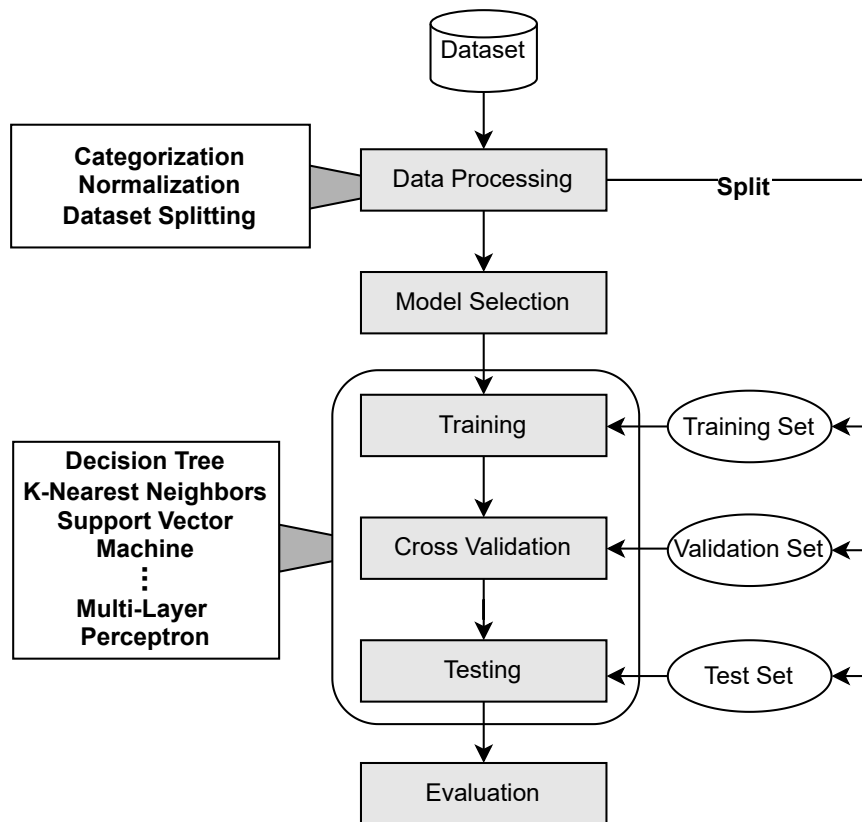 Dataset
Categorization
Normalization
Dataset Splitting
Data Processing
Split
Model Selection
Training
Training Set
Decision Tree
K-Nearest Neighbors
Support Vector
Machine
⋮
Multi-Layer
Perceptron
Cross Validation
Validation Set
Testing
Test Set
Evaluation